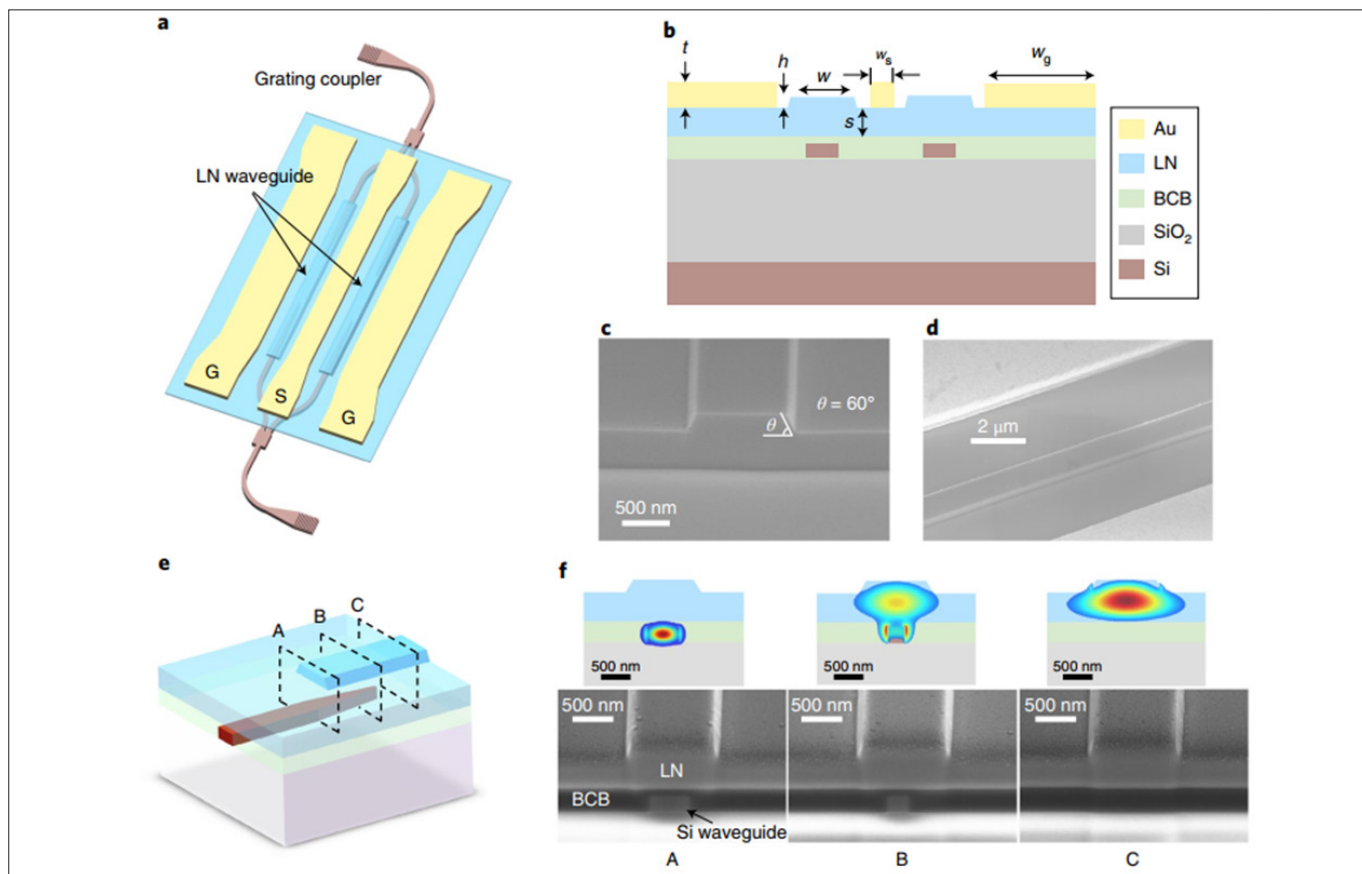 a
Grating coupler
LN waveguide
G
S
G
b
t
h
w
ws
wg
s
Au
LN
BCB
SiO2
Si
c
θ
θ = 60°
500 nm
d
2 μm
e
A
B
C
f
500 nm
500 nm
500 nm
500 nm
500 nm
500 nm
LN
BCB
Si waveguide
A
B
C